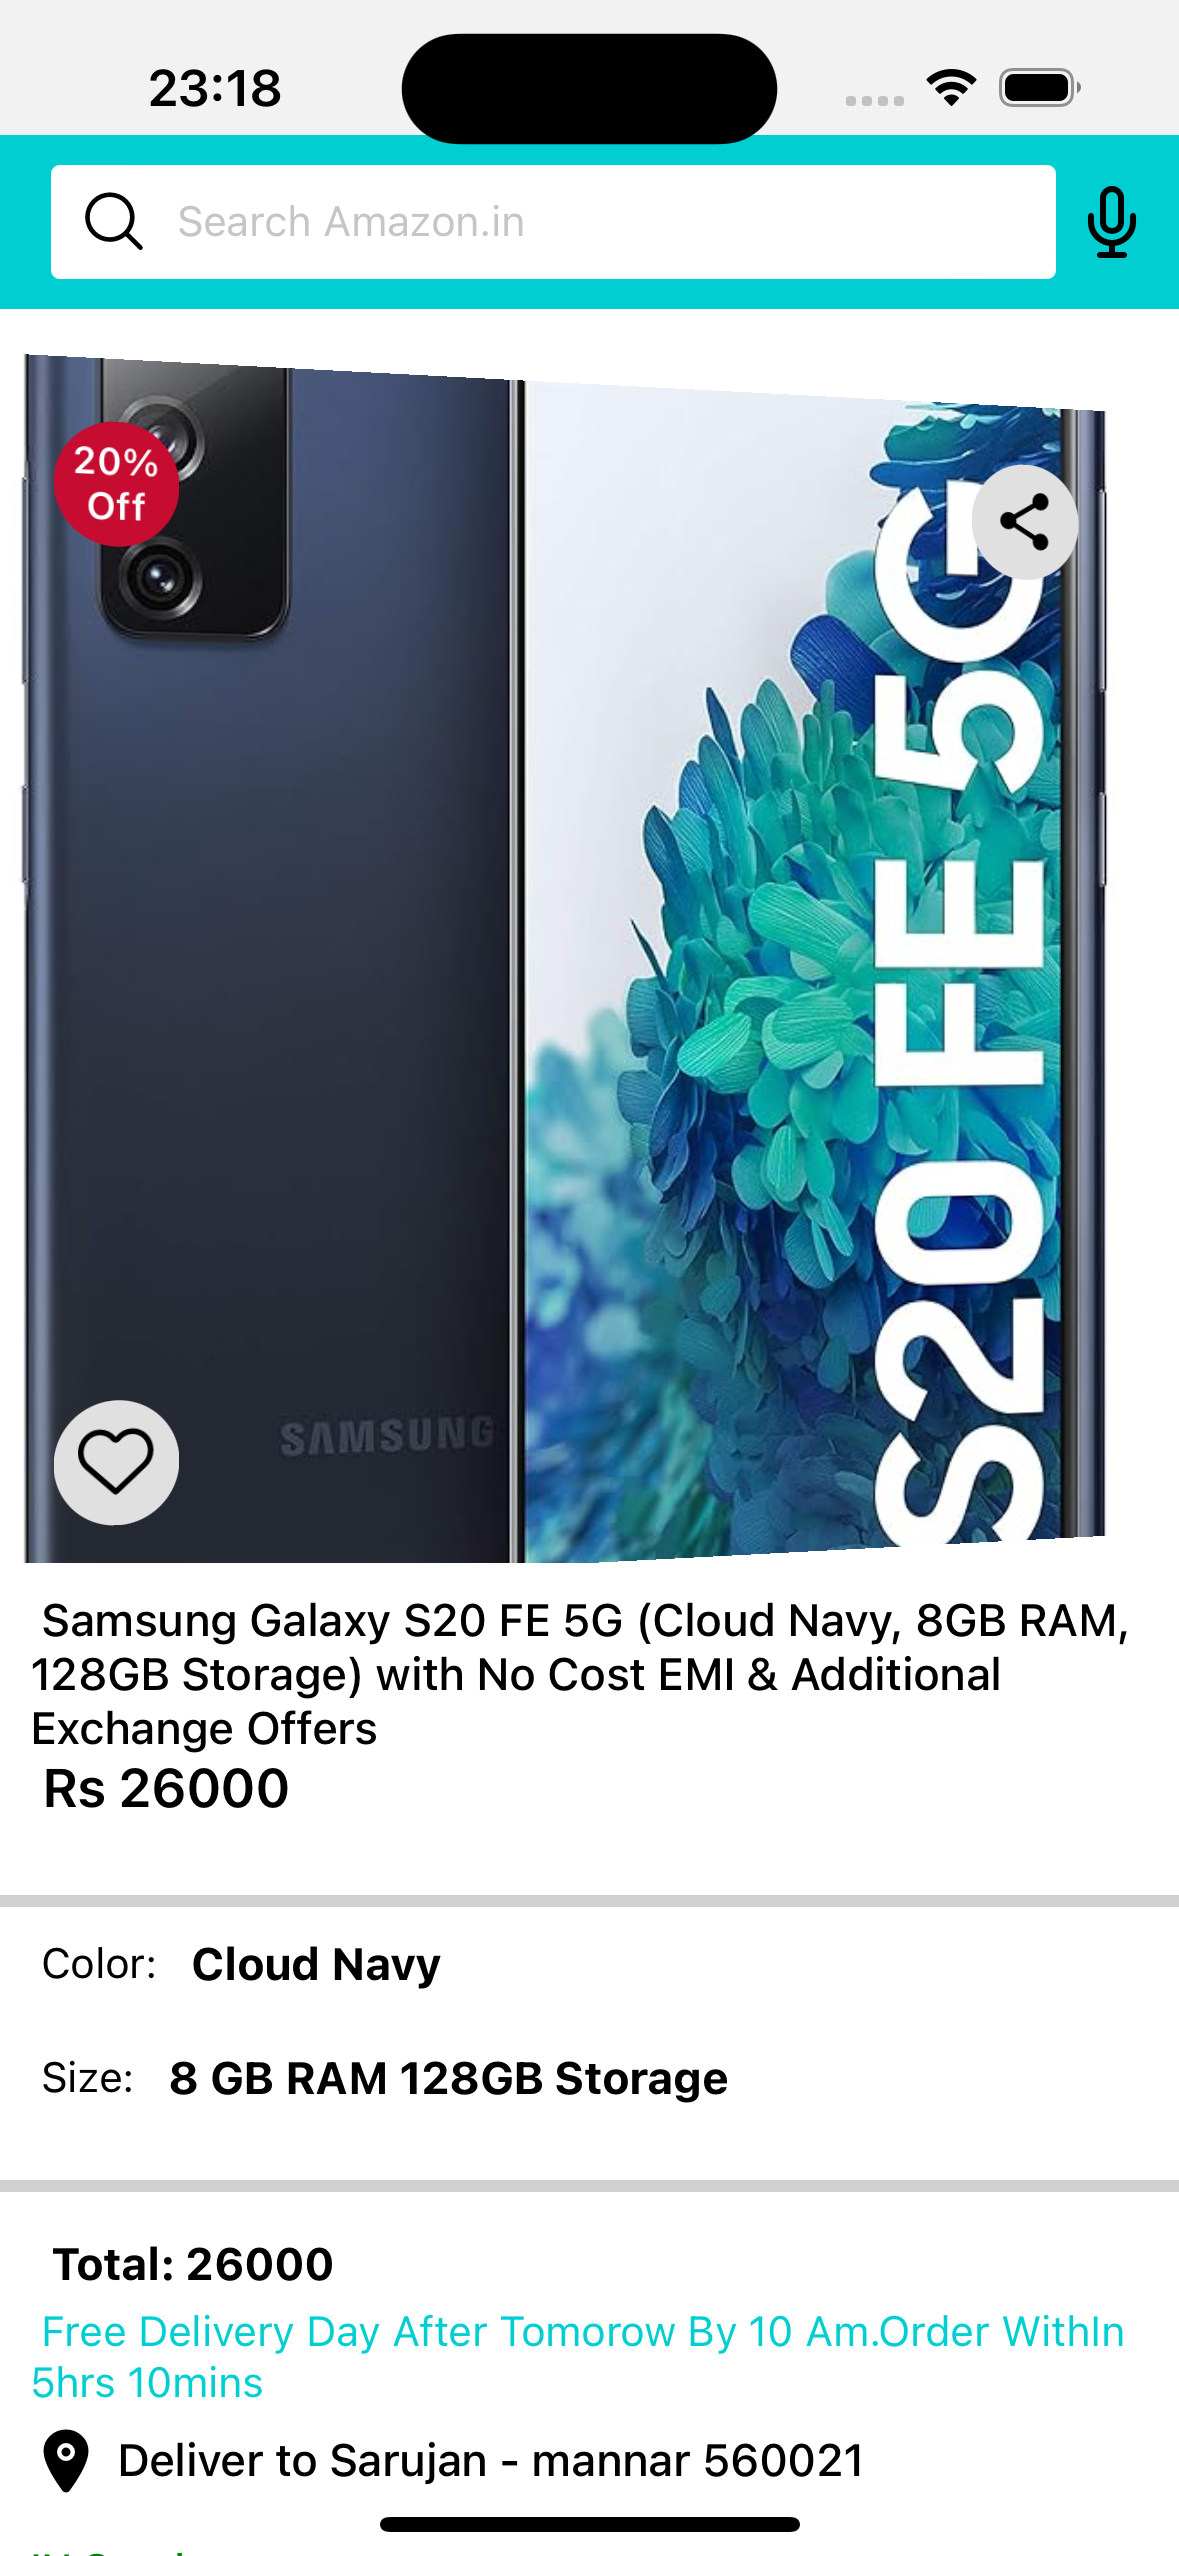 23:18
Search Amazon.in
20%
Off
S20 FE 5G
SAMSUNG
Samsung Galaxy S20 FE 5G (Cloud Navy, 8GB RAM,
128GB Storage) with No Cost EMI & Additional
Exchange Offers
Rs 26000
Color: Cloud Navy
Size: 8 GB RAM 128GB Storage
Total: 26000
Free Delivery Day After Tomorow By 10 Am.Order WithIn
5hrs 10mins
Deliver to Sarujan - mannar 560021